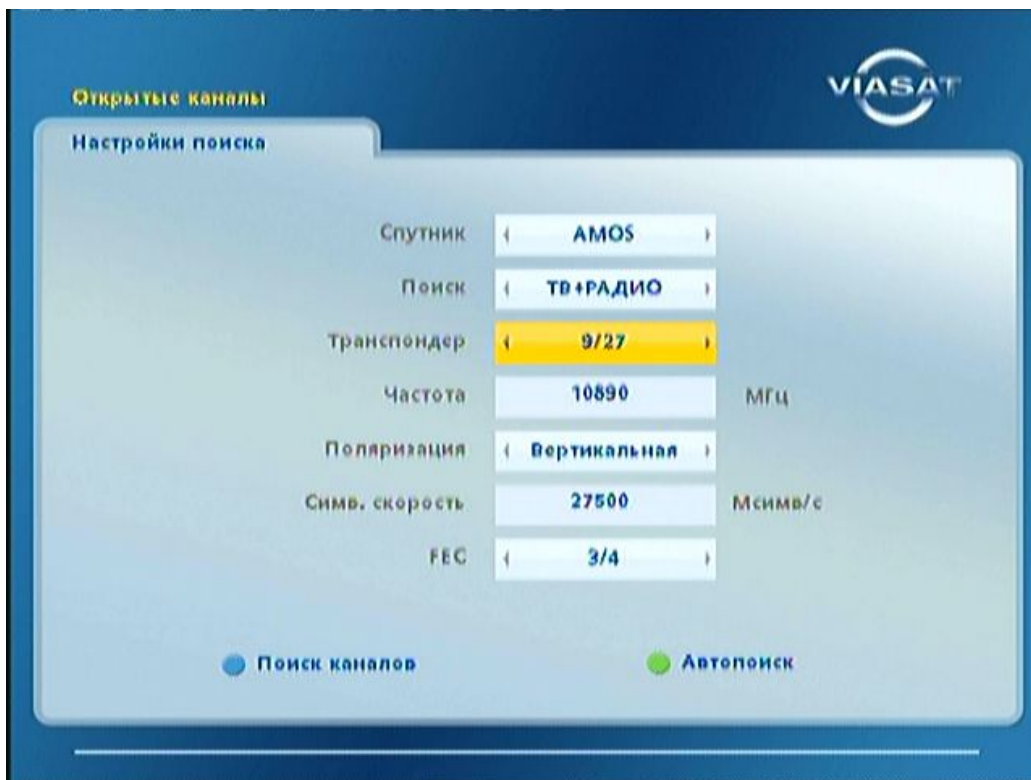 VIASAT
Открытые каналы
Настройки поиска
Спутник AMOS
Поиск ТВ+РАДИО
Транспондер 9/27
Частота 10890 МГц
Поляризация Вертикальная
Симв. скорость 27500 Мсимв/с
FEC 3/4
Поиск каналов Автопоиск